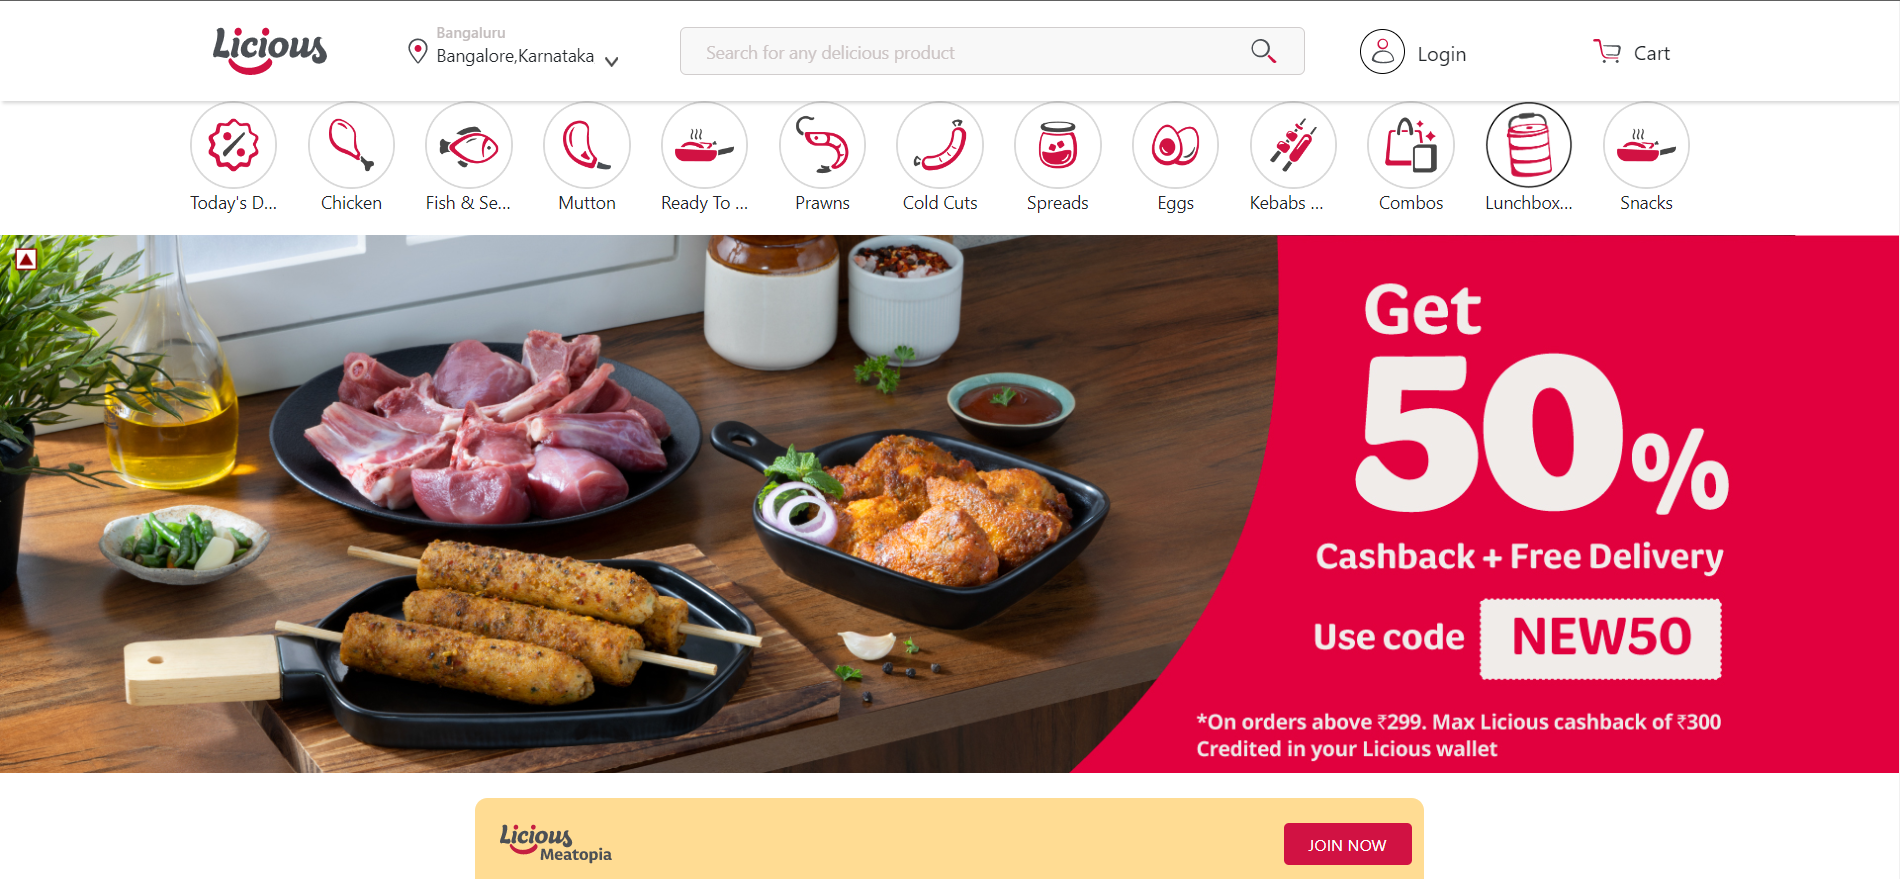 Licious
Bangaluru
Bangalore,Karnataka
Search for any delicious product
Login
Cart
Today's D...
Chicken
Fish & Se...
Mutton
Ready To ...
Prawns
Cold Cuts
Spreads
Eggs
Kebabs ...
Combos
Lunchbox...
Snacks
Get
50%
Cashback + Free Delivery
Use code NEW50
*On orders above ₹299. Max Licious cashback of ₹300
Credited in your Licious wallet
Licious
Meatopia
JOIN NOW